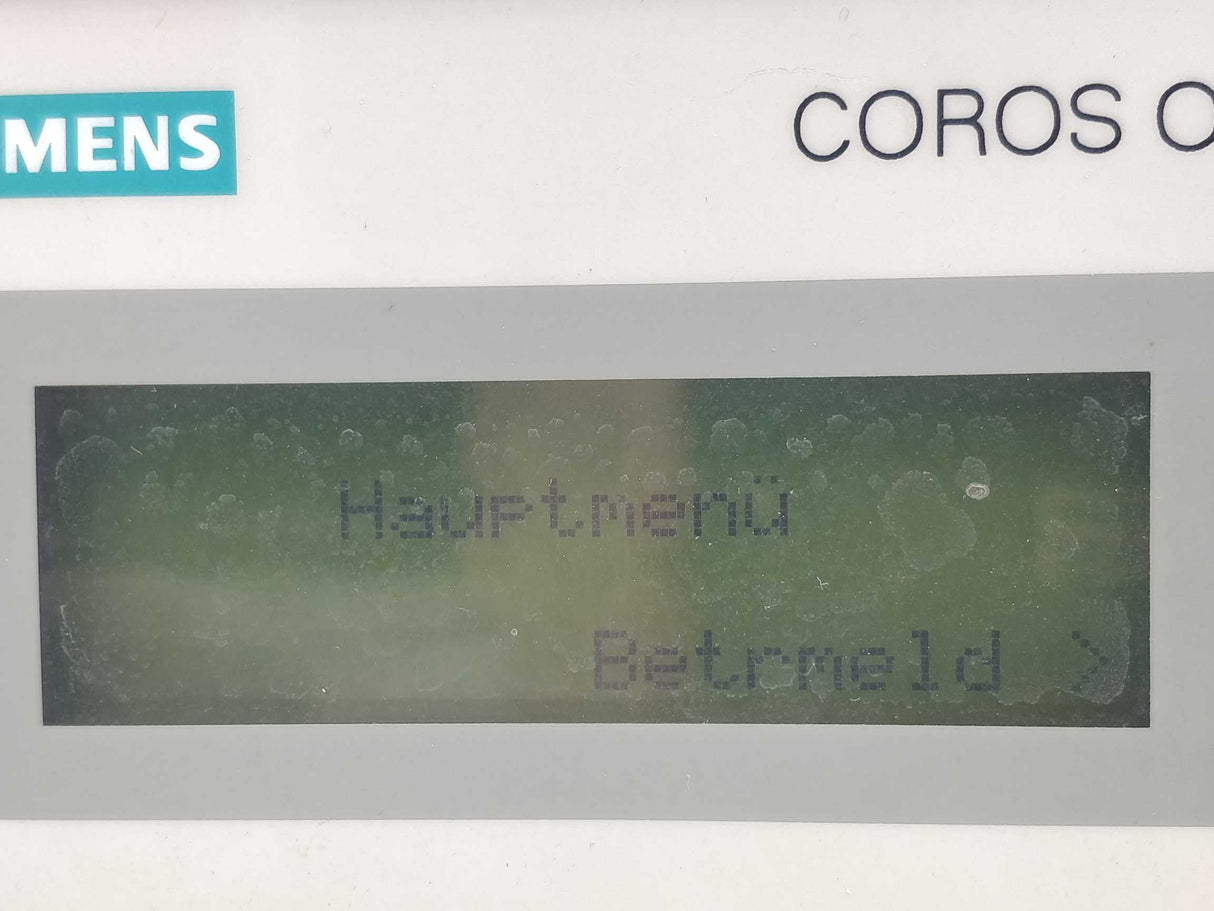 MENS
COROS O
Hauptmenü
Betrmeld >